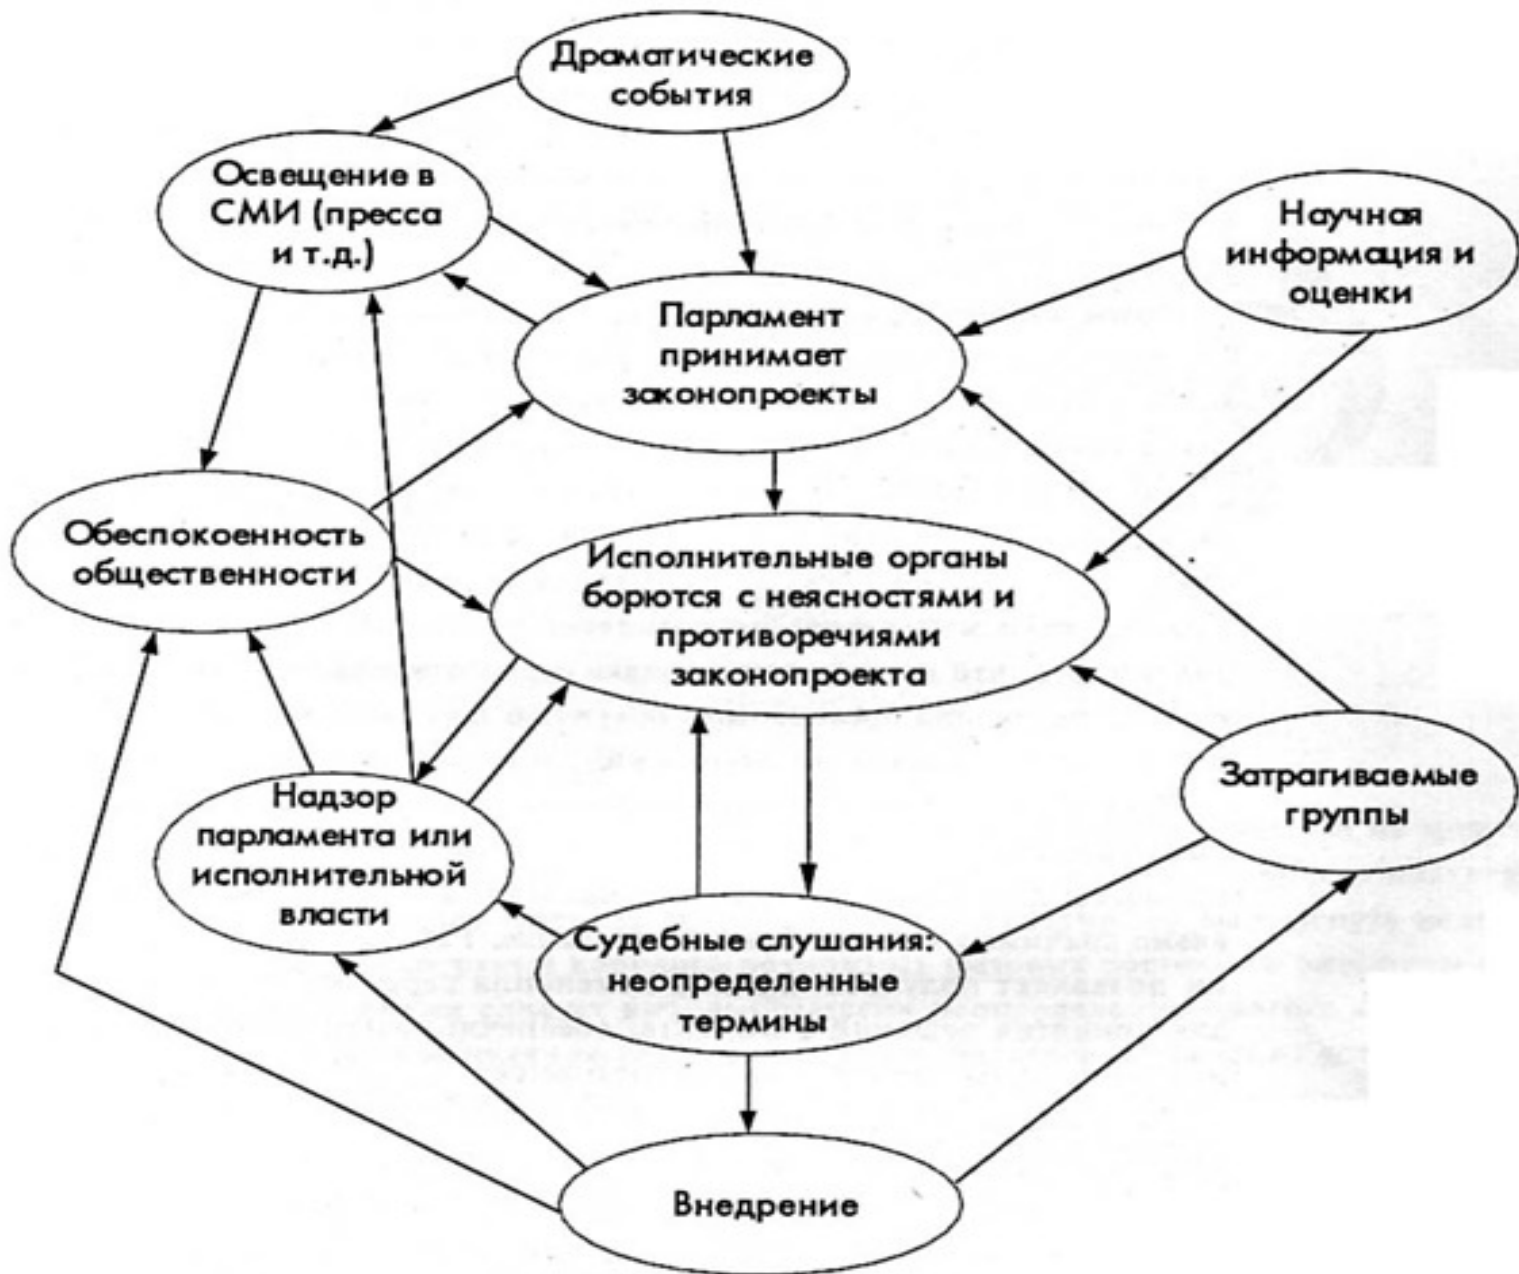 Драматические
события
Освещение в
СМИ (пресса
и т.д.)
Научная
информация и
оценки
Парламент
принимает
законопроекты
Обеспокоенность
общественности
Исполнительные органы
борются с неясностями и
противоречиями
законопроекта
Затрагиваемые
группы
Надзор
парламента или
исполнительной
власти
Судебные слушания:
неопределенные
термины
Внедрение